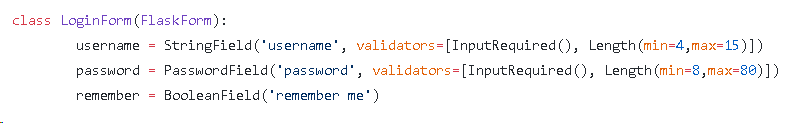 class LoginForm(FlaskForm):
username = StringField('username', validators=[InputRequired(), Length(min=4,max=15)])
password = PasswordField('password', validators=[InputRequired(), Length(min=8,max=80)])
remember = BooleanField('remember me')